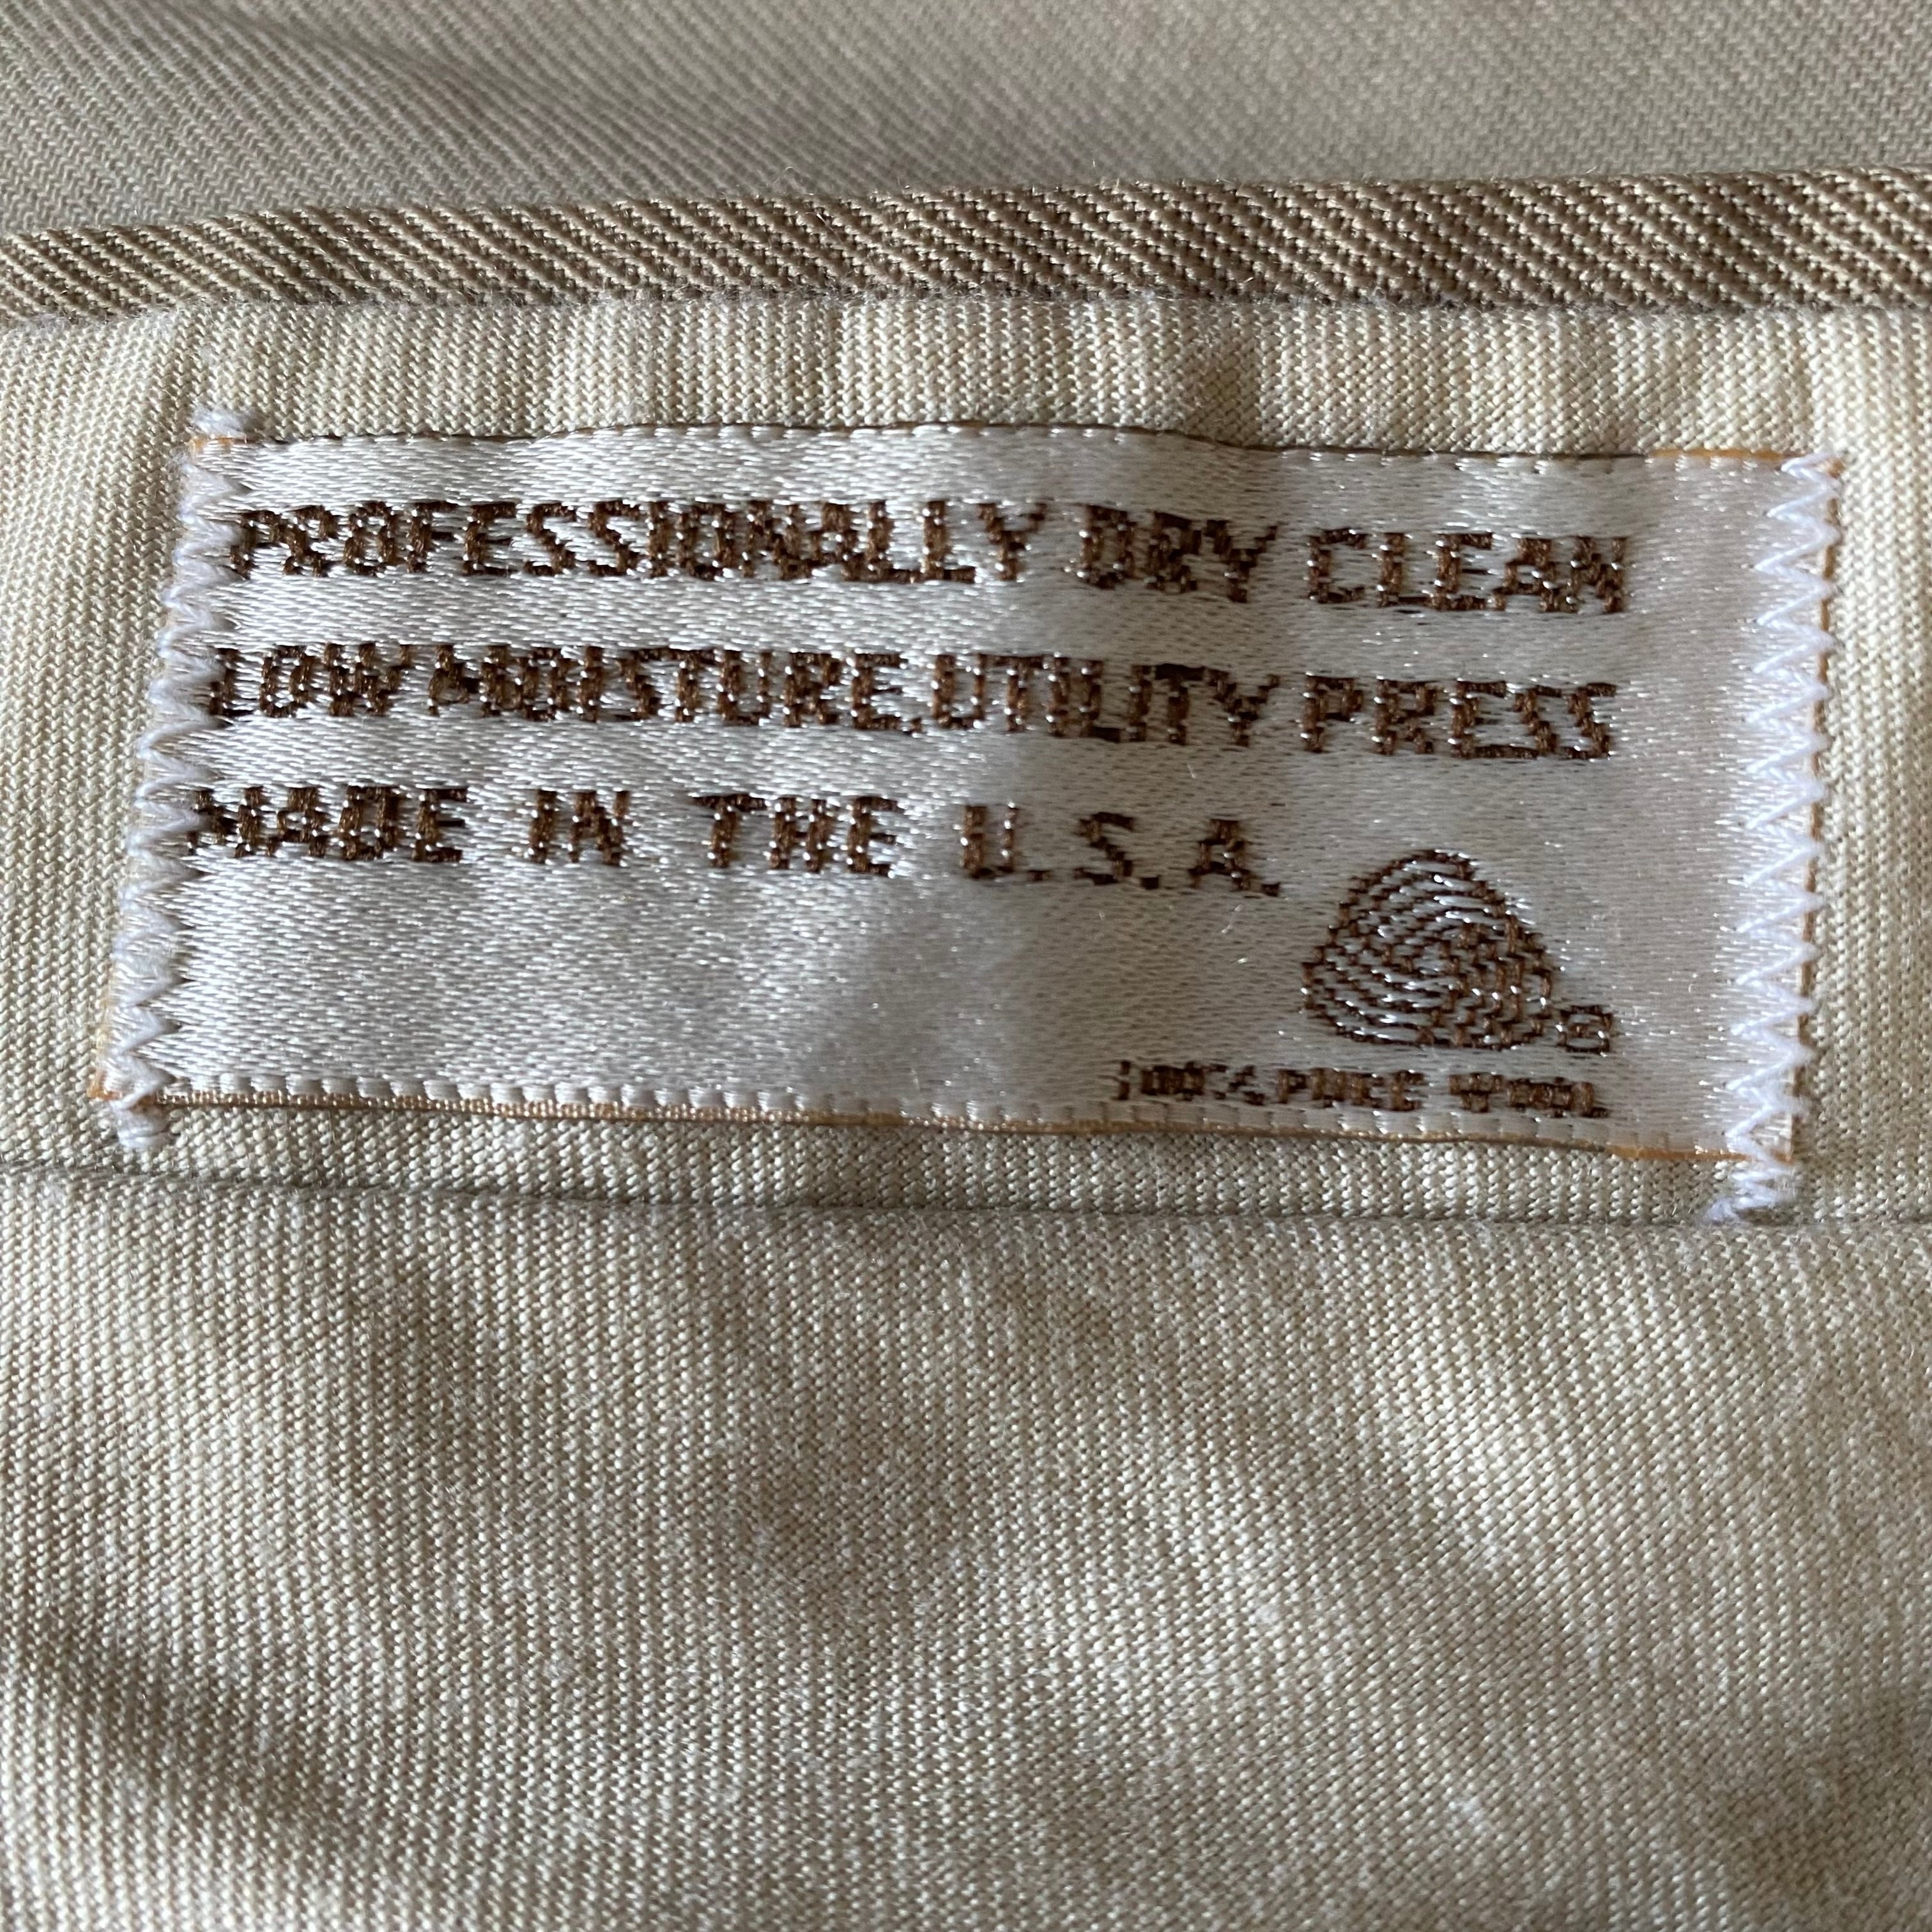 PROFESSIONALLY DRY CLEAN
LOW MOISTURE,UTILITY PRESS
MADE IN THE U.S.A.
®
100% PURE WOOL